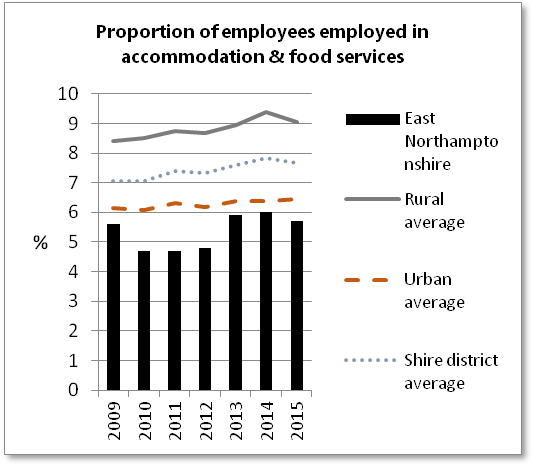 Proportion of employees employed in
accommodation & food services
10
9
8
7
6
5
4
3
2
1
0
%
2009
2010
2011
2012
2013
2014
2015
East
Northampto
nshire
Rural
average
Urban
average
Shire district
average